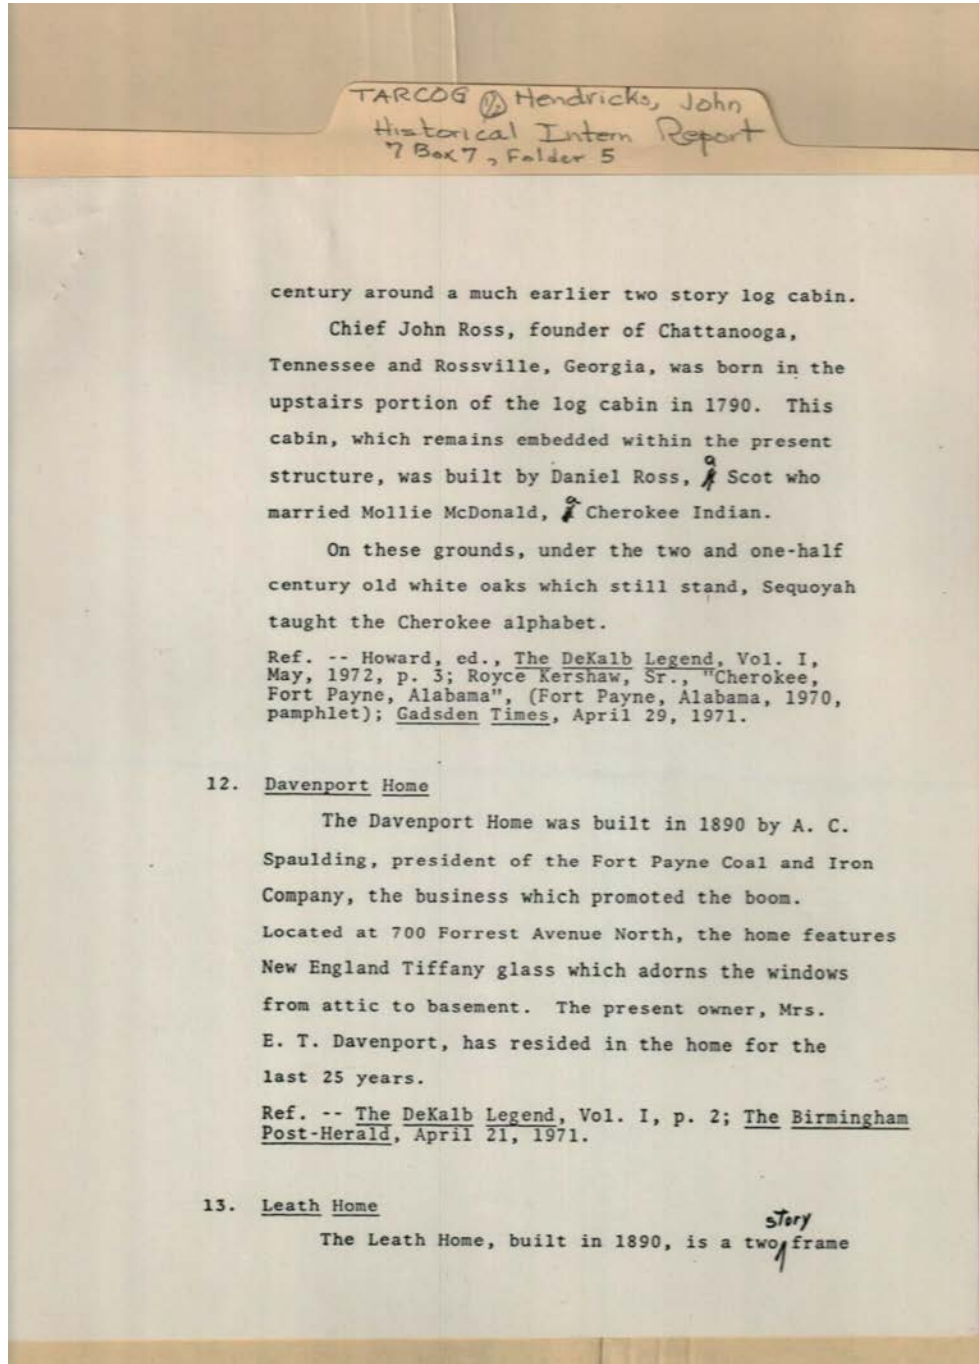 TARCOG Hendricks, John
Historical Intern Report
7 Box 7, Folder 5
century around a much earlier two story log cabin.
Chief John Ross, founder of Chattanooga,
Tennessee and Rossville, Georgia, was born in the
upstairs portion of the log cabin in 1790. This
cabin, which remains embedded within the present
structure, was built by Daniel Ross, a Scot who
married Mollie McDonald, a Cherokee Indian.
On these grounds, under the two and one-half
century old white oaks which still stand, Sequoyah
taught the Cherokee alphabet.
Ref. -- Howard, ed., The DeKalb Legend, Vol. I,
May, 1972, p. 3; Royce Kershaw, Sr., "Cherokee,
Fort Payne, Alabama", (Fort Payne, Alabama, 1970,
pamphlet); Gadsden Times, April 29, 1971.
12. Davenport Home
The Davenport Home was built in 1890 by A. C.
Spaulding, president of the Fort Payne Coal and Iron
Company, the business which promoted the boom.
Located at 700 Forrest Avenue North, the home features
New England Tiffany glass which adorns the windows
from attic to basement. The present owner, Mrs.
E. T. Davenport, has resided in the home for the
last 25 years.
Ref. -- The DeKalb Legend, Vol. I, p. 2; The Birmingham
Post-Herald, April 21, 1971.
13. Leath Home
story
The Leath Home, built in 1890, is a two frame